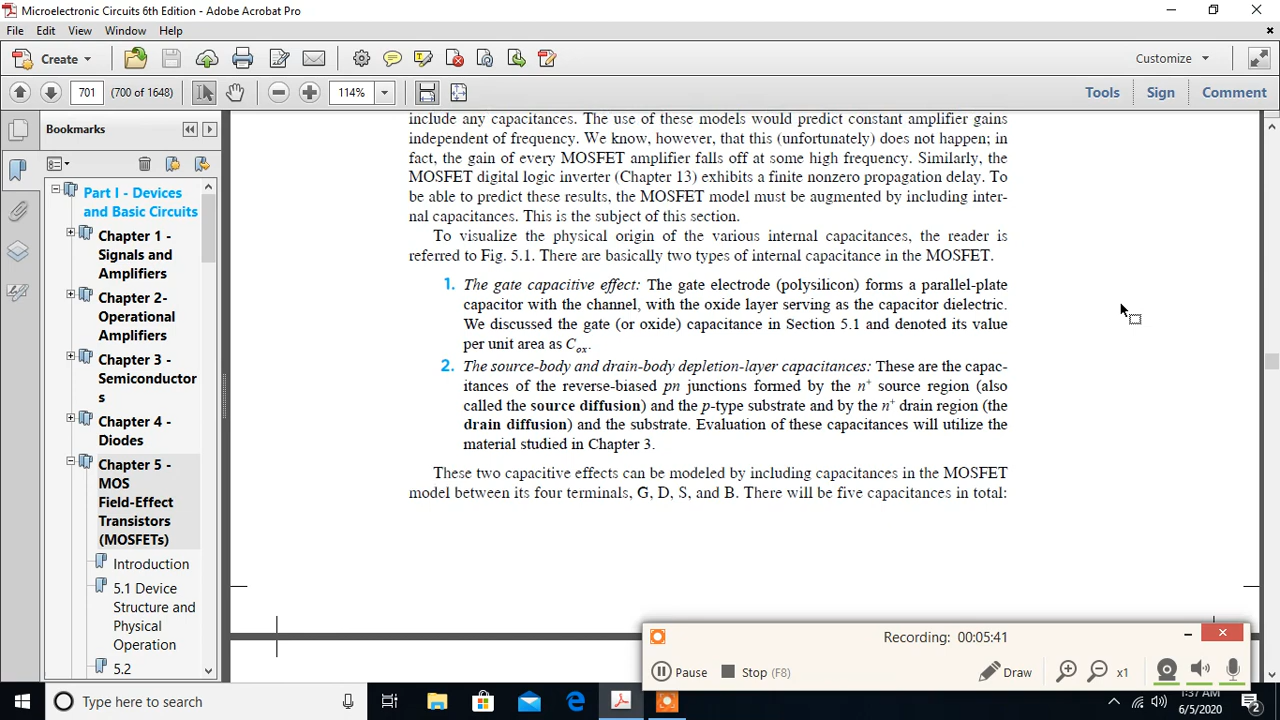 Microelectronic Circuits 6th Edition - Adobe Acrobat Pro
File Edit View Window Help
Create
Customize
701 (700 of 1648)
114%
Tools Sign Comment
Bookmarks
Part I - Devices
and Basic Circuits
Chapter 1 -
Signals and
Amplifiers
Chapter 2-
Operational
Amplifiers
Chapter 3 -
Semiconductor
s
Chapter 4 -
Diodes
Chapter 5 -
MOS
Field-Effect
Transistors
(MOSFETs)
Introduction
5.1 Device
Structure and
Physical
Operation
5.2
include any capacitances. The use of these models would predict constant amplifier gains
independent of frequency. We know, however, that this (unfortunately) does not happen; in
fact, the gain of every MOSFET amplifier falls off at some high frequency. Similarly, the
MOSFET digital logic inverter (Chapter 13) exhibits a finite nonzero propagation delay. To
be able to predict these results, the MOSFET model must be augmented by including inter-
nal capacitances. This is the subject of this section.
To visualize the physical origin of the various internal capacitances, the reader is
referred to Fig. 5.1. There are basically two types of internal capacitance in the MOSFET.
1. The gate capacitive effect: The gate electrode (polysilicon) forms a parallel-plate
capacitor with the channel, with the oxide layer serving as the capacitor dielectric.
We discussed the gate (or oxide) capacitance in Section 5.1 and denoted its value
per unit area as Cox.
2. The source-body and drain-body depletion-layer capacitances: These are the capac-
itances of the reverse-biased pn junctions formed by the n+ source region (also
called the source diffusion) and the p-type substrate and by the n+ drain region (the
drain diffusion) and the substrate. Evaluation of these capacitances will utilize the
material studied in Chapter 3.
These two capacitive effects can be modeled by including capacitances in the MOSFET
model between its four terminals, G, D, S, and B. There will be five capacitances in total:
Recording: 00:05:41
Pause Stop (F8) Draw x1
Type here to search
1:37 AM
6/5/2020
2